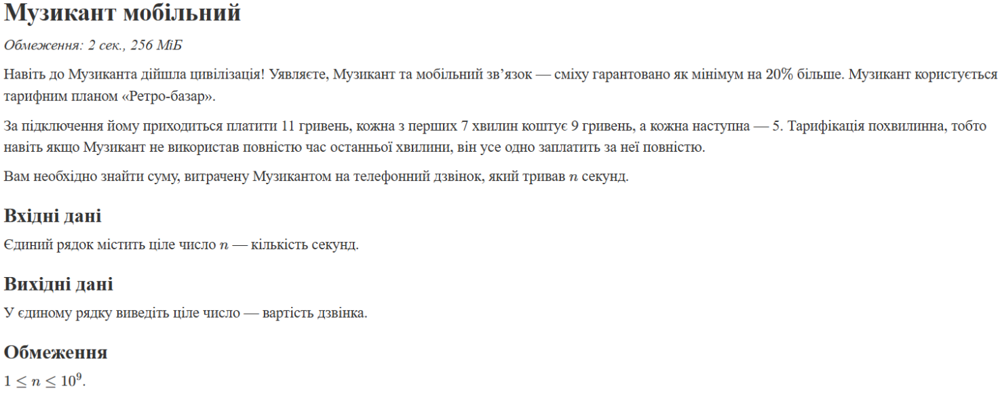 Музикант мобільний
Обмеження: 2 сек., 256 МіБ
Навіть до Музиканта дійшла цивілізація! Уявляєте, Музикант та мобільний зв’язок — сміху гарантовано як мінімум на 20% більше. Музикант користується
тарифним планом «Ретро-базар».
За підключення йому приходиться платити 11 гривень, кожна з перших 7 хвилин коштує 9 гривень, а кожна наступна — 5. Тарифікація похвилинна, тобто
навіть якщо Музикант не використав повністю час останньої хвилини, він усе одно заплатить за неї повністю.
Вам необхідно знайти суму, витрачену Музикантом на телефонний дзвінок, який тривав n секунд.
Вхідні дані
Єдиний рядок містить ціле число n — кількість секунд.
Вихідні дані
У єдиному рядку виведіть ціле число — вартість дзвінка.
Обмеження
1 ≤ n ≤ 10⁹.